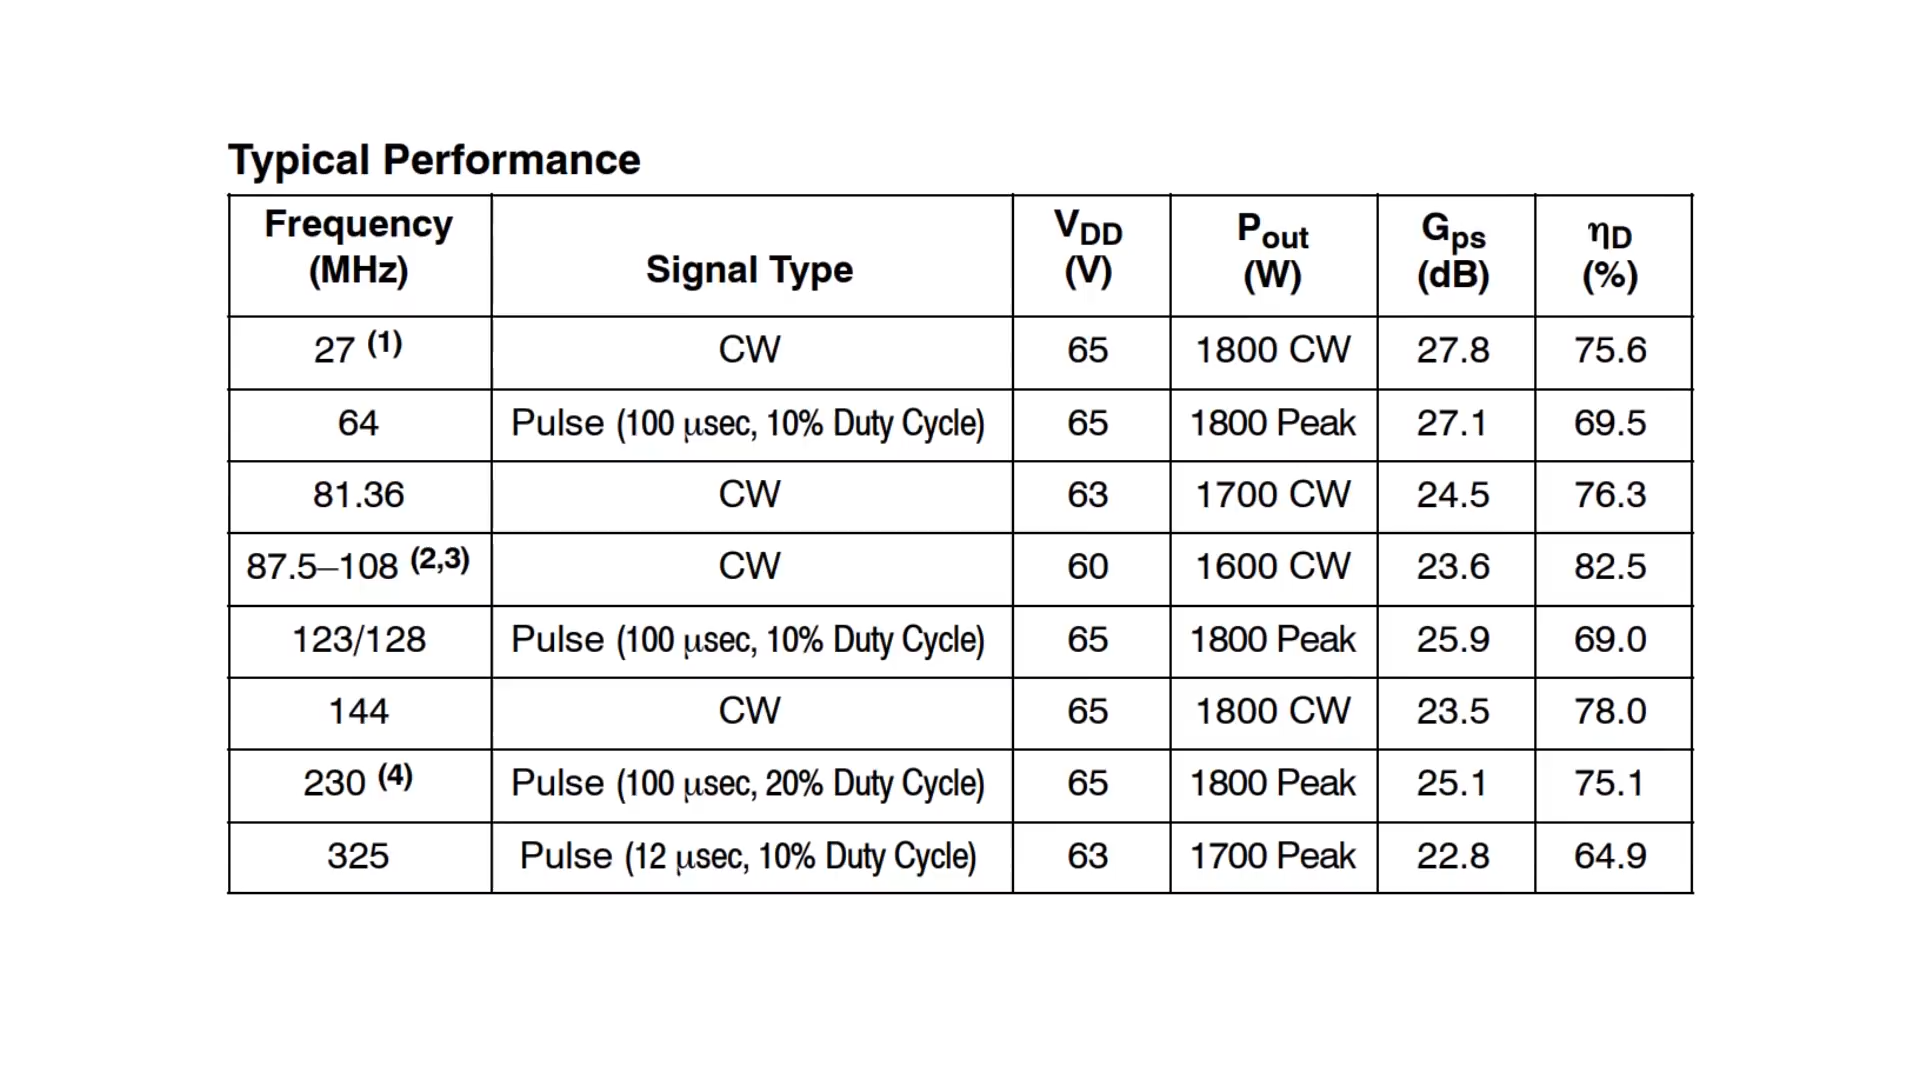 Typical Performance
Frequency (MHz) Signal Type VDD (V) Pout (W) Gps (dB) ηD (%)
27 (1) CW 65 1800 CW 27.8 75.6
64 Pulse (100 μsec, 10% Duty Cycle) 65 1800 Peak 27.1 69.5
81.36 CW 63 1700 CW 24.5 76.3
87.5–108 (2,3) CW 60 1600 CW 23.6 82.5
123/128 Pulse (100 μsec, 10% Duty Cycle) 65 1800 Peak 25.9 69.0
144 CW 65 1800 CW 23.5 78.0
230 (4) Pulse (100 μsec, 20% Duty Cycle) 65 1800 Peak 25.1 75.1
325 Pulse (12 μsec, 10% Duty Cycle) 63 1700 Peak 22.8 64.9